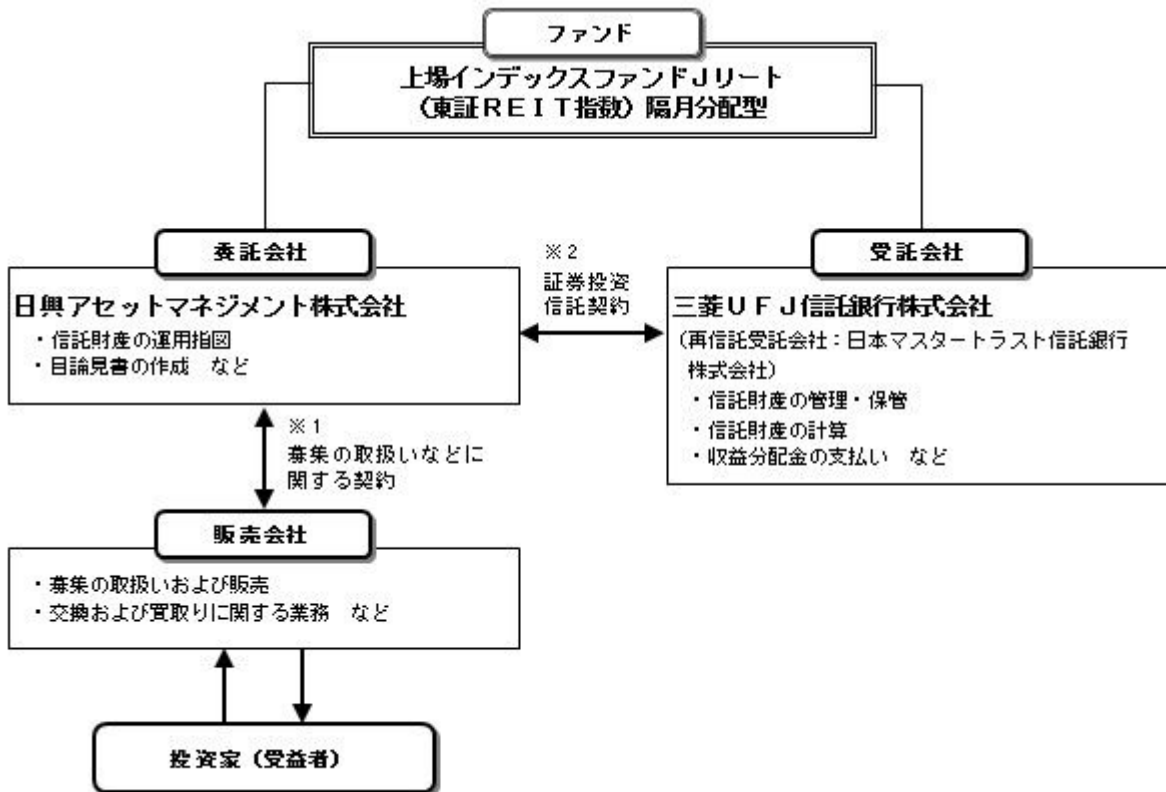 ファンド
上場インデックスファンドJリート
(東証REIT指数)隔月分配型
委託会社
日興アセットマネジメント株式会社
・信託財産の運用指図
・目論見書の作成 など
※2
証券投資
信託契約
受託会社
三菱UFJ信託銀行株式会社
(再信託受託会社:日本マスタートラスト信託銀行
株式会社)
・信託財産の管理・保管
・信託財産の計算
・収益分配金の支払い など
※1
募集の取扱いなどに
関する契約
販売会社
・募集の取扱いおよび販売
・交換および買取りに関する業務 など
投資家(受益者)